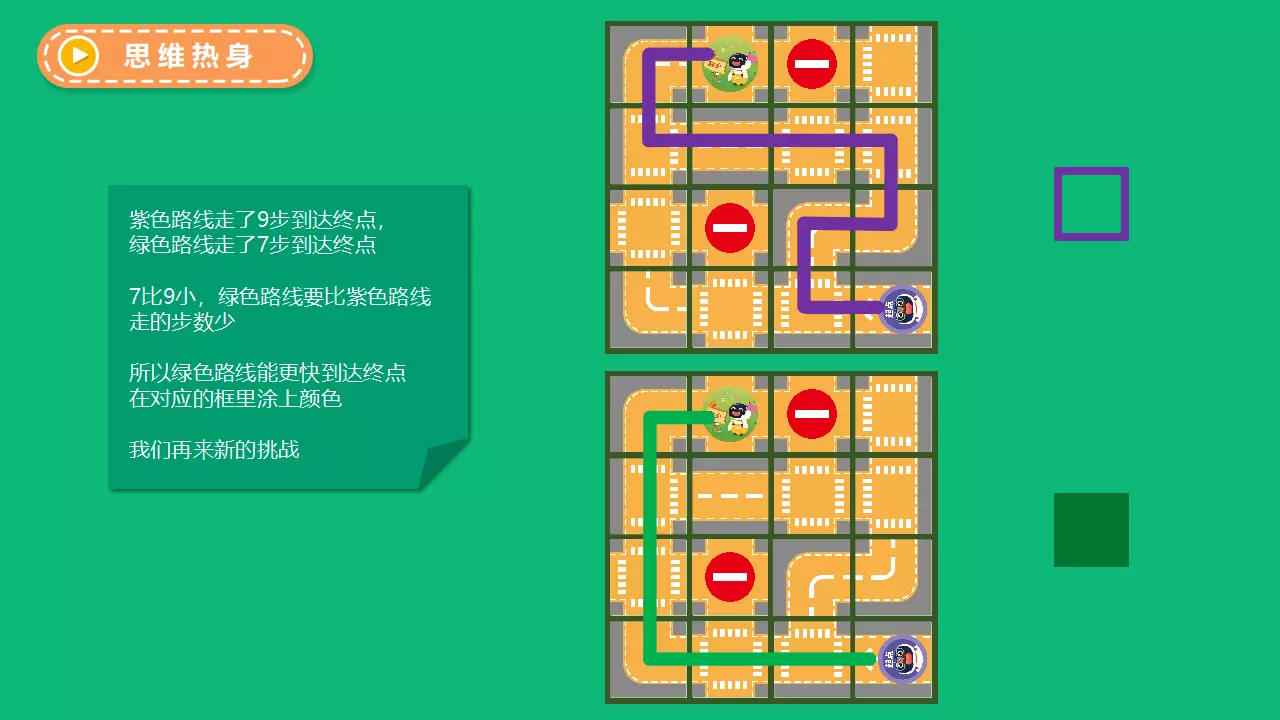 思维热身
紫色路线走了9步到达终点，
绿色路线走了7步到达终点
7比9小，绿色路线要比紫色路线
走的步数少
所以绿色路线能更快到达终点
在对应的框里涂上颜色
我们再来新的挑战
起点
起点